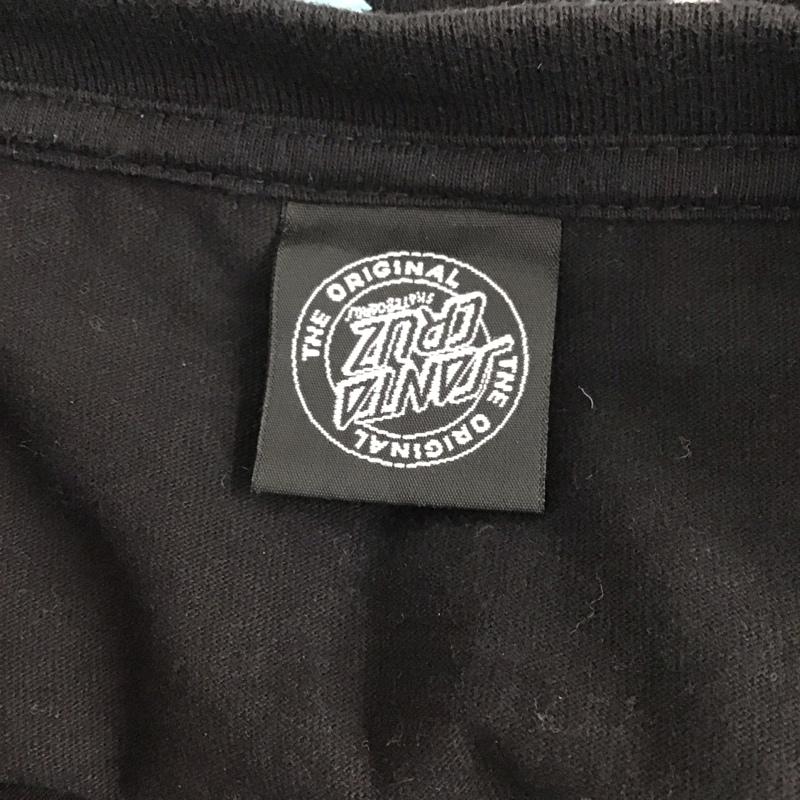 THE ORIGINAL
SANTA
CRUZ
SKATEBOARDS
THE ORIGINAL